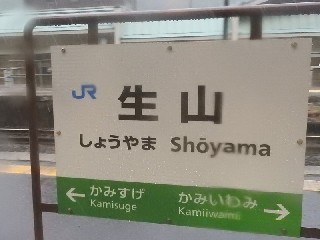 JR
生山
しょうやま Shōyama
← かみすげ かみいわみ →
Kamisuge Kamiiwami